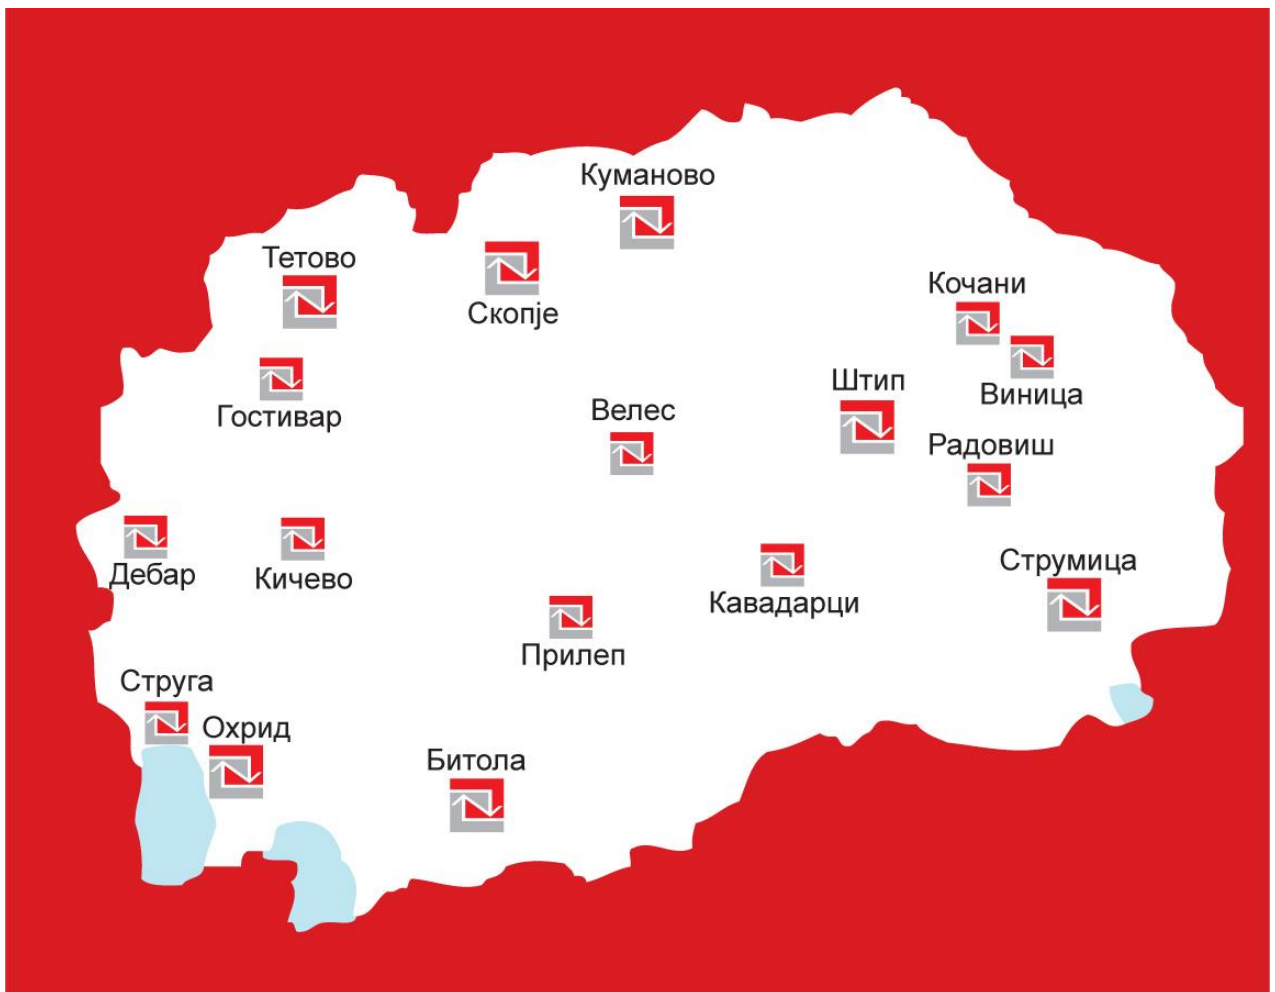 Куманово
Тетово
Скопје
Кочани
Виница
Штип
Гостивар
Велес
Радовиш
Дебар
Кичево
Струмица
Кавадарци
Прилеп
Струга
Охрид
Битола